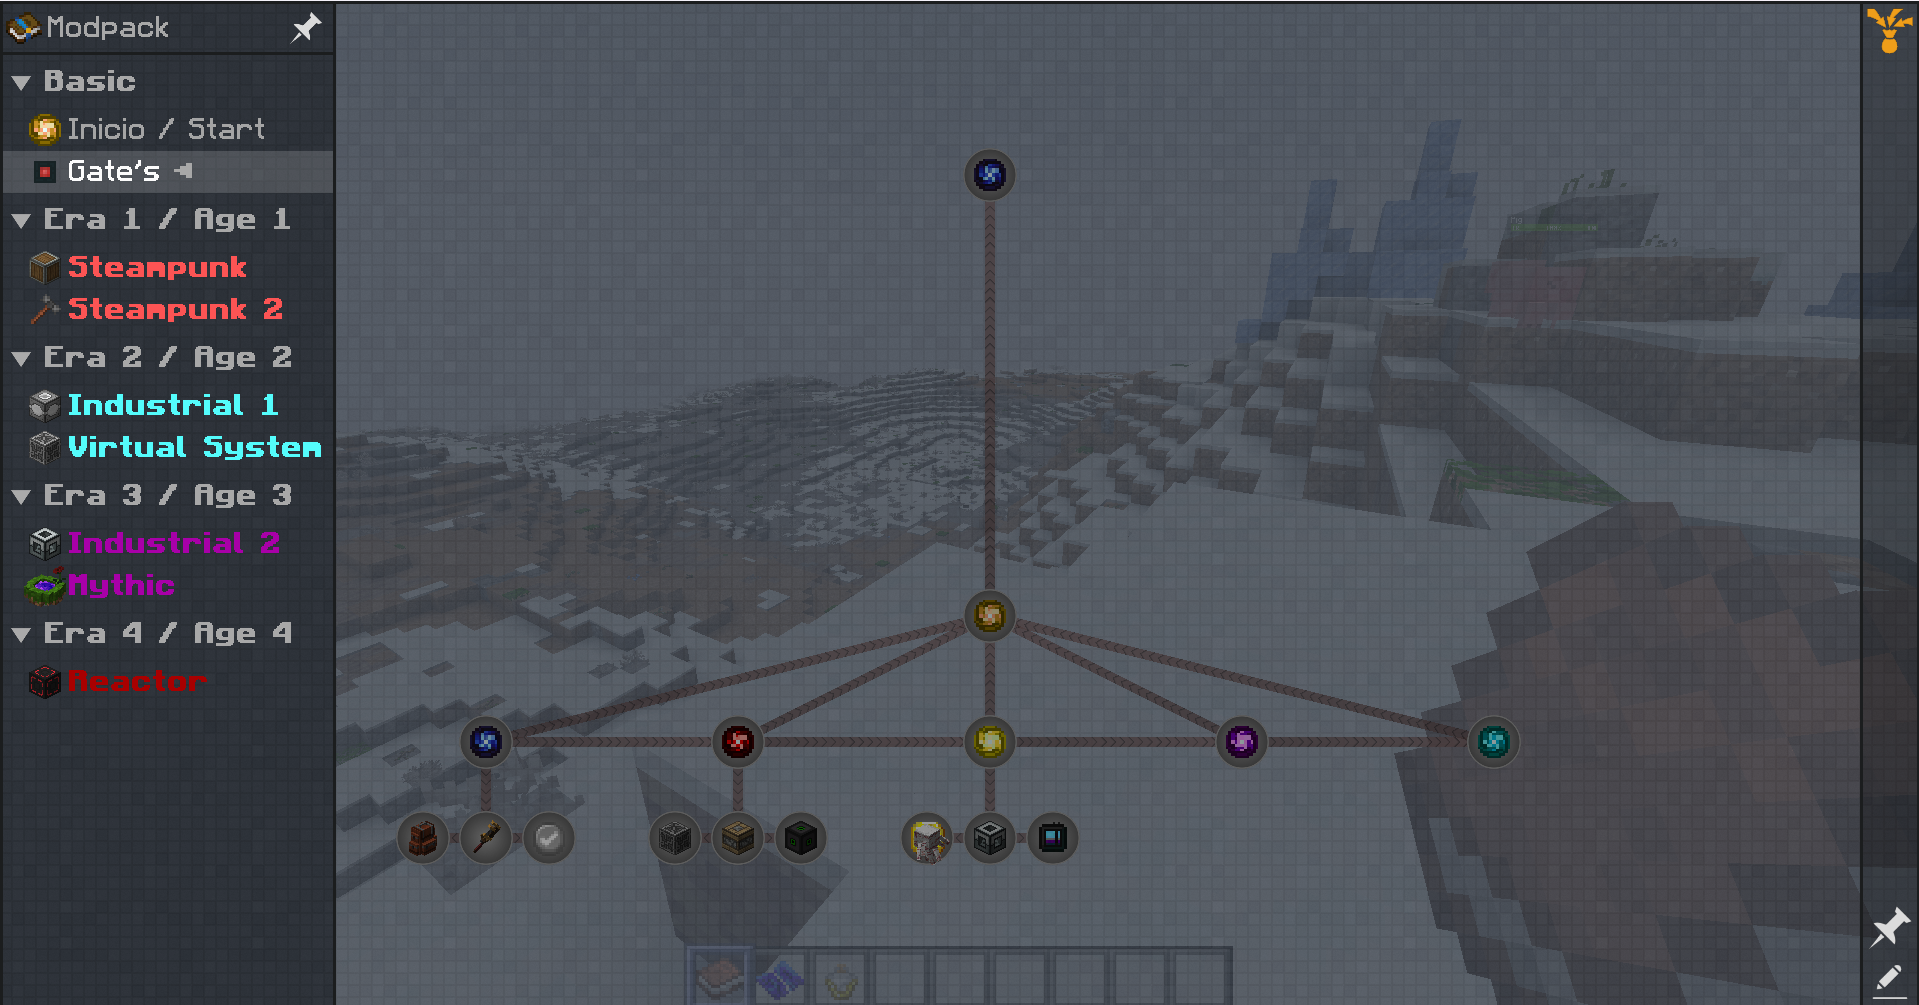 Modpack
Basic
Inicio / Start
Gate's
Era 1 / Age 1
Steampunk
Steampunk 2
Era 2 / Age 2
Industrial 1
Virtual System
Era 3 / Age 3
Industrial 2
Mythic
Era 4 / Age 4
Reactor